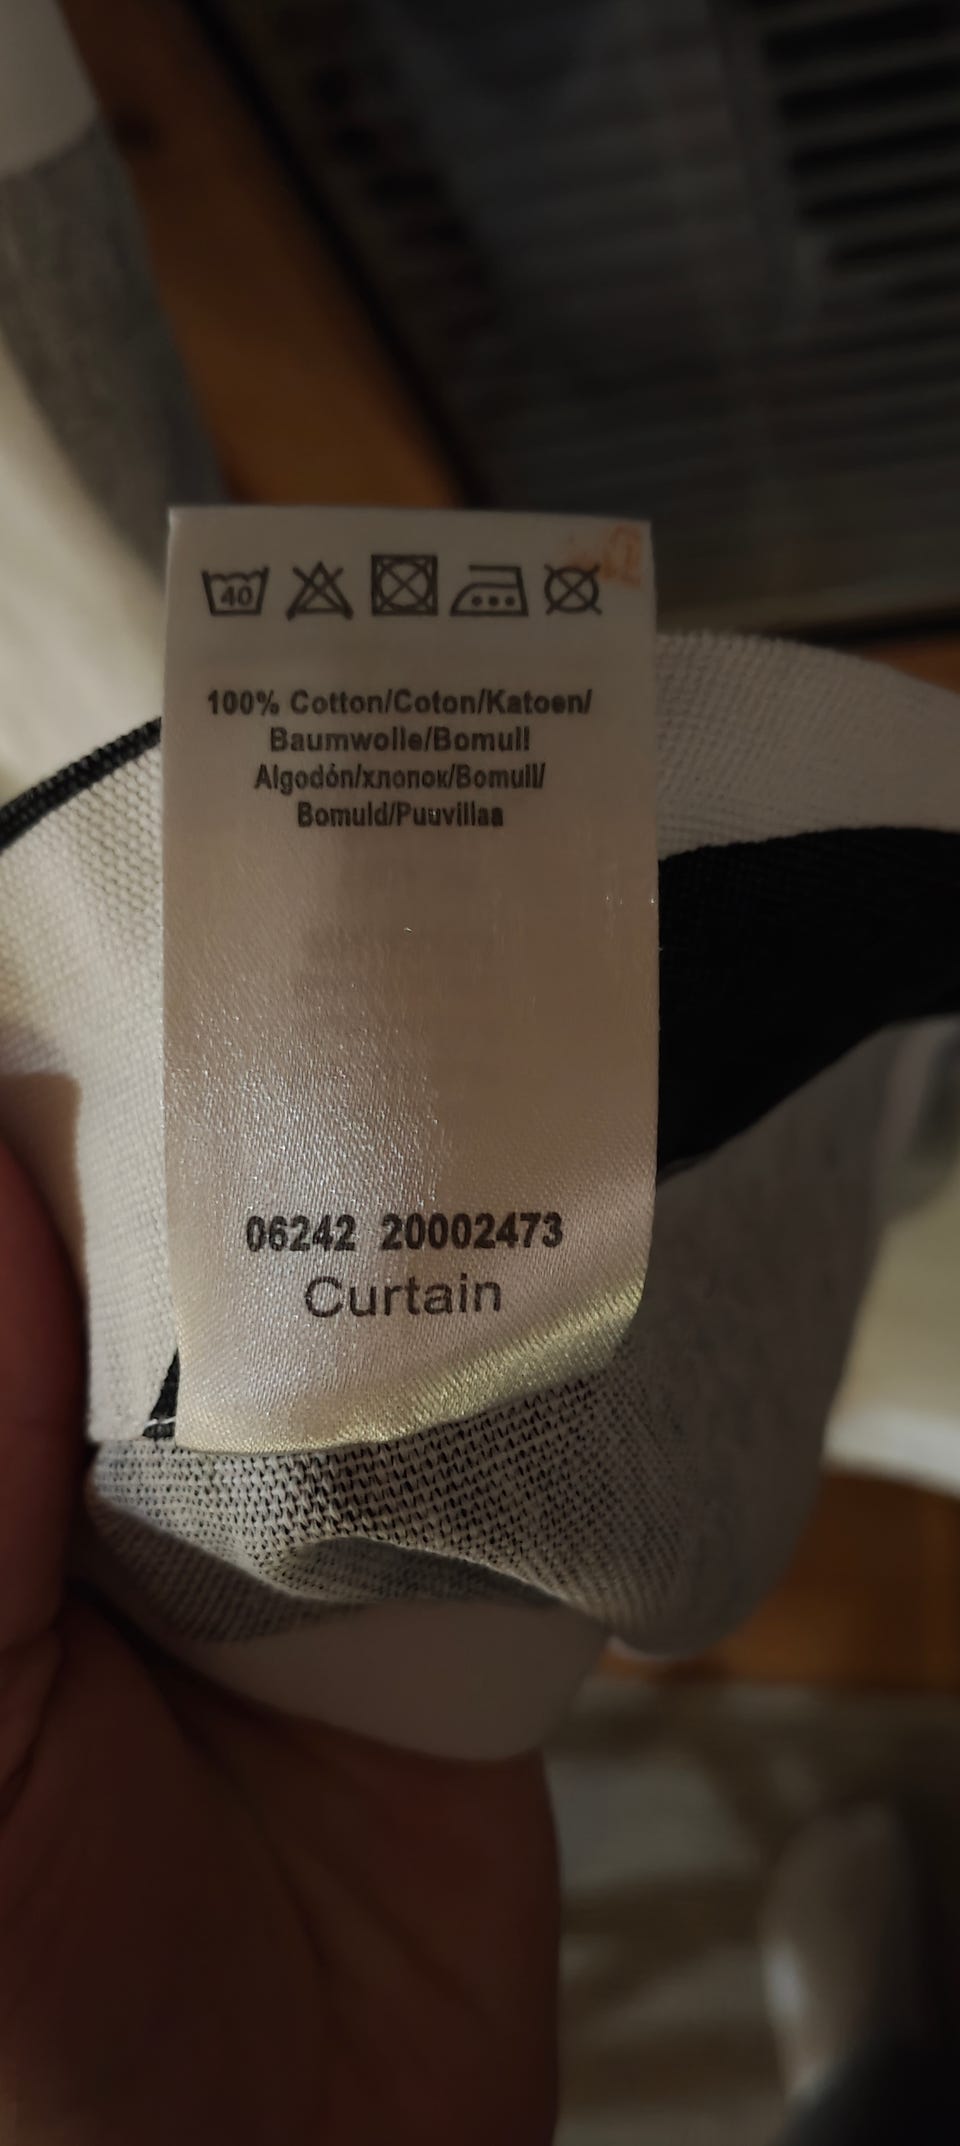 40
100% Cotton/Coton/Katoen/
Baumwolle/Bomull
Algodón/хлопок/Bomull/
Bomuld/Puuvillaa
06242 20002473
Curtain